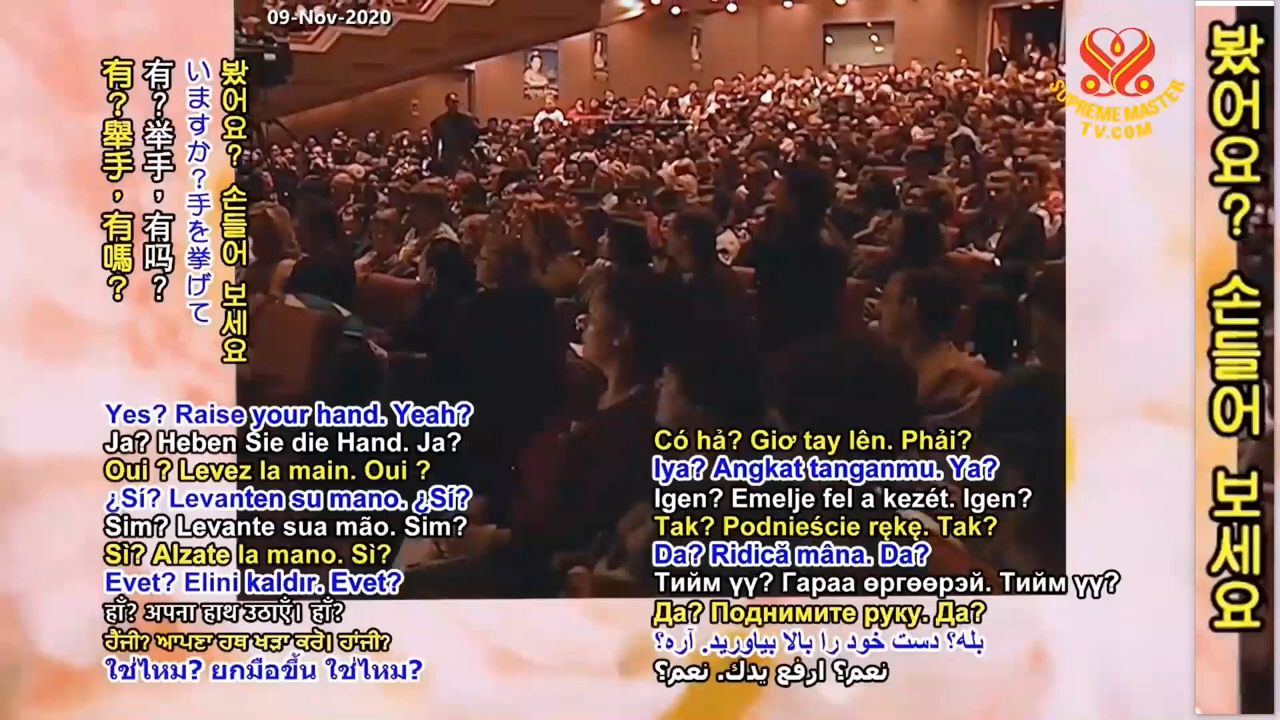 09-Nov-2020
SUPREME MASTER
TV.COM
봤어요? 손들어 보세요
いますか?手を挙げて
有?举手,有吗?
有?舉手,有嗎?
Yes? Raise your hand. Yeah?
Ja? Heben Sie die Hand. Ja?
Oui ? Levez la main. Oui ?
¿Sí? Levanten su mano. ¿Sí?
Sim? Levante sua mão. Sim?
Sì? Alzate la mano. Sì?
Evet? Elini kaldır. Evet?
हाँ? अपना हाथ उठाएँ। हाँ?
ਹੈਂਜੀ? ਆਪਣਾ ਹਥ ਖੜਾ ਕਰੋ। ਹਾਂਜੀ?
ใช่ไหม? ยกมือขึ้น ใช่ไหม?
Có hả? Giơ tay lên. Phải?
Iya? Angkat tanganmu. Ya?
Igen? Emelje fel a kezét. Igen?
Tak? Podnieście rękę. Tak?
Da? Ridică mâna. Da?
Тийм үү? Гараа өргөөрэй. Тийм үү?
Да? Поднимите руку. Да?
بله؟ دست خود را بالا بیاورید. آره؟
نعم؟ ارفع يدك. نعم؟
봤어요? 손들어 보세요